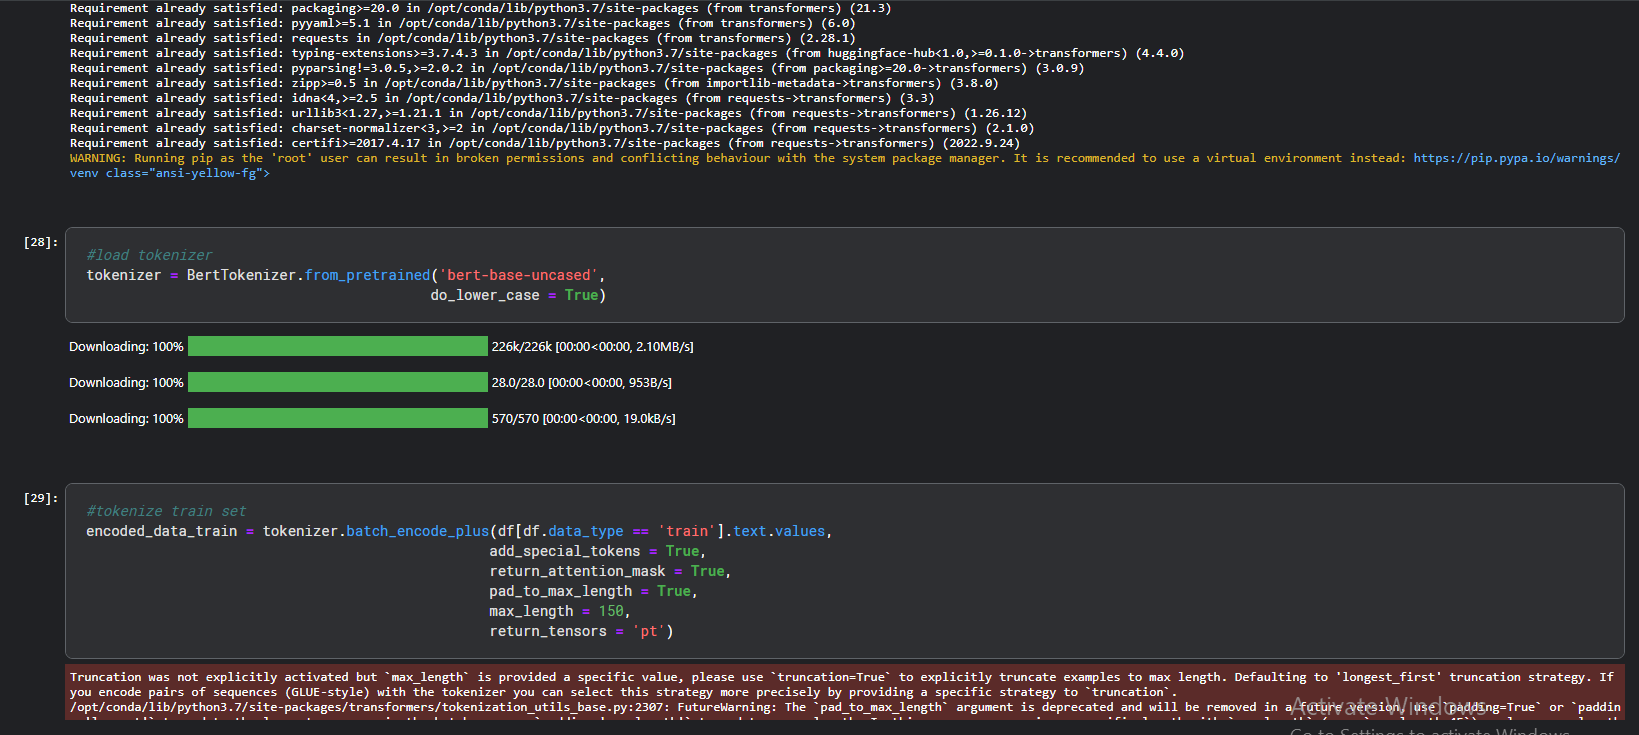 Requirement already satisfied: packaging>=20.0 in /opt/conda/lib/python3.7/site-packages (from transformers) (21.3)
Requirement already satisfied: pyyaml>=5.1 in /opt/conda/lib/python3.7/site-packages (from transformers) (6.0)
Requirement already satisfied: requests in /opt/conda/lib/python3.7/site-packages (from transformers) (2.28.1)
Requirement already satisfied: typing-extensions>=3.7.4.3 in /opt/conda/lib/python3.7/site-packages (from huggingface-hub<1.0,>=0.1.0->transformers) (4.4.0)
Requirement already satisfied: pyparsing!=3.0.5,>=2.0.2 in /opt/conda/lib/python3.7/site-packages (from packaging>=20.0->transformers) (3.0.9)
Requirement already satisfied: zipp>=0.5 in /opt/conda/lib/python3.7/site-packages (from importlib-metadata->transformers) (3.8.0)
Requirement already satisfied: idna<4,>=2.5 in /opt/conda/lib/python3.7/site-packages (from requests->transformers) (3.3)
Requirement already satisfied: urllib3<1.27,>=1.21.1 in /opt/conda/lib/python3.7/site-packages (from requests->transformers) (1.26.12)
Requirement already satisfied: charset-normalizer<3,>=2 in /opt/conda/lib/python3.7/site-packages (from requests->transformers) (2.1.0)
Requirement already satisfied: certifi>=2017.4.17 in /opt/conda/lib/python3.7/site-packages (from requests->transformers) (2022.9.24)
WARNING: Running pip as the 'root' user can result in broken permissions and conflicting behaviour with the system package manager. It is recommended to use a virtual environment instead: https://pip.pypa.io/warnings/
venv class="ansi-yellow-fg">
[28]:
#load tokenizer
tokenizer = BertTokenizer.from_pretrained('bert-base-uncased',
do_lower_case = True)
Downloading: 100% 226k/226k [00:00<00:00, 2.10MB/s]
Downloading: 100% 28.0/28.0 [00:00<00:00, 953B/s]
Downloading: 100% 570/570 [00:00<00:00, 19.0kB/s]
[29]:
#tokenize train set
encoded_data_train = tokenizer.batch_encode_plus(df[df.data_type == 'train'].text.values,
add_special_tokens = True,
return_attention_mask = True,
pad_to_max_length = True,
max_length = 150,
return_tensors = 'pt')
Truncation was not explicitly activated but `max_length` is provided a specific value, please use `truncation=True` to explicitly truncate examples to max length. Defaulting to 'longest_first' truncation strategy. If
you encode pairs of sequences (GLUE-style) with the tokenizer you can select this strategy more precisely by providing a specific strategy to `truncation`.
/opt/conda/lib/python3.7/site-packages/transformers/tokenization_utils_base.py:2307: FutureWarning: The `pad_to_max_length` argument is deprecated and will be removed in a future version, use `padding=True` or `paddin
Activate Windows
Go to Settings to activate Windows.